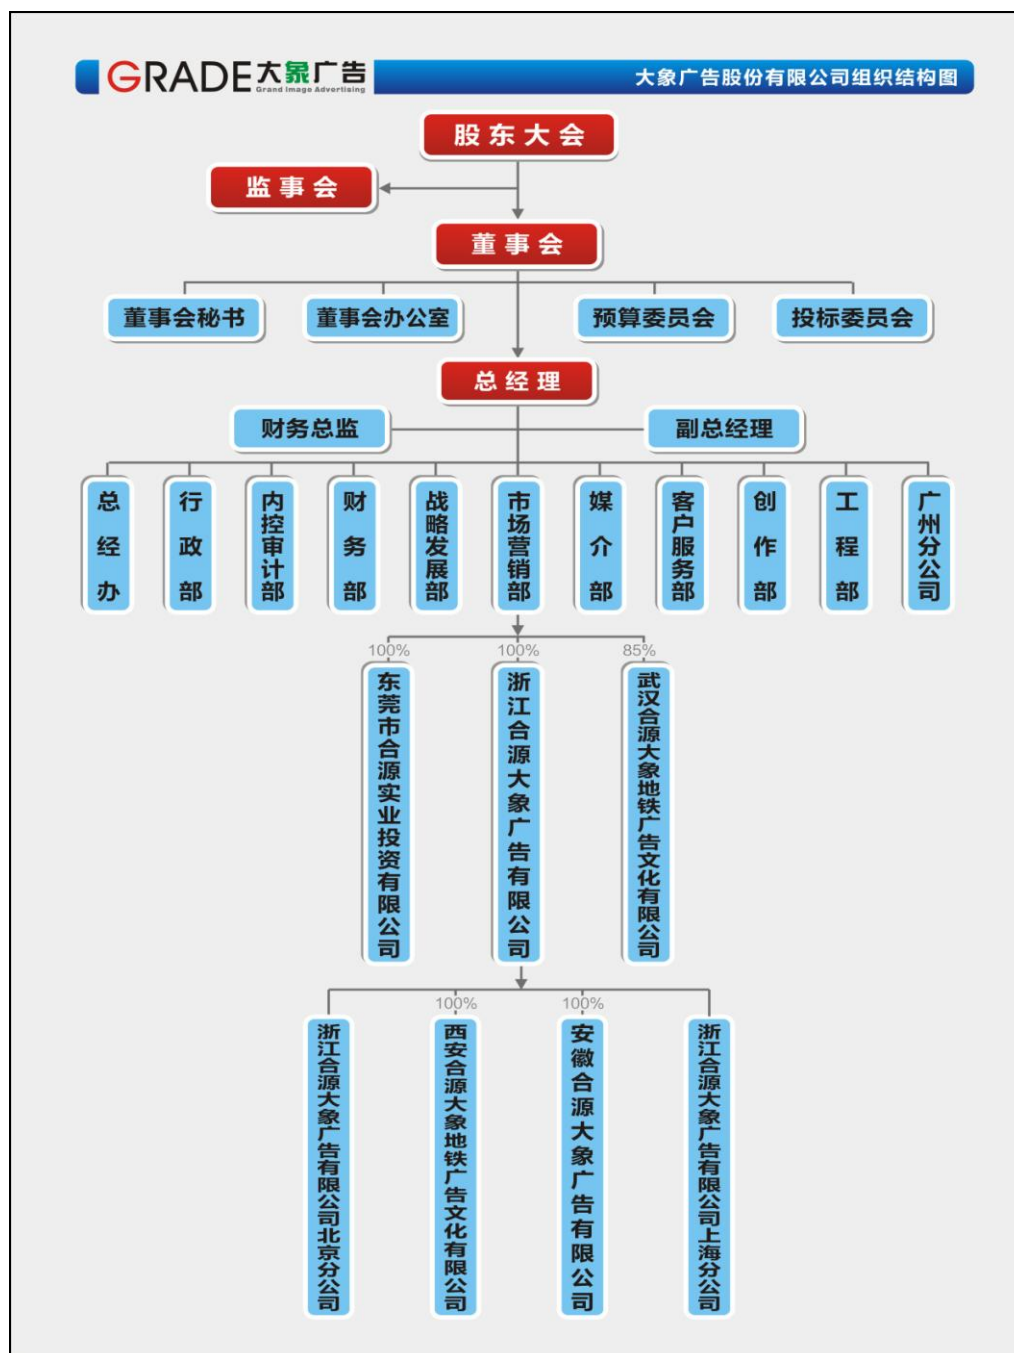 GRADE大象广告
Grand Image Advertising
大象广告股份有限公司组织结构图
股东大会
监事会
董事会
董事会秘书
董事会办公室
预算委员会
投标委员会
总经理
财务总监
副总经理
总经办
行政部
内控审计部
财务部
战略发展部
市场营销部
媒介部
客户服务部
创作部
工程部
广州分公司
100%
100%
85%
东莞市合源实业投资有限公司
浙江合源大象广告有限公司
武汉合源大象地铁广告文化有限公司
100%
100%
浙江合源大象广告有限公司北京分公司
西安合源大象地铁广告文化有限公司
安徽合源大象广告有限公司
浙江合源大象广告有限公司上海分公司